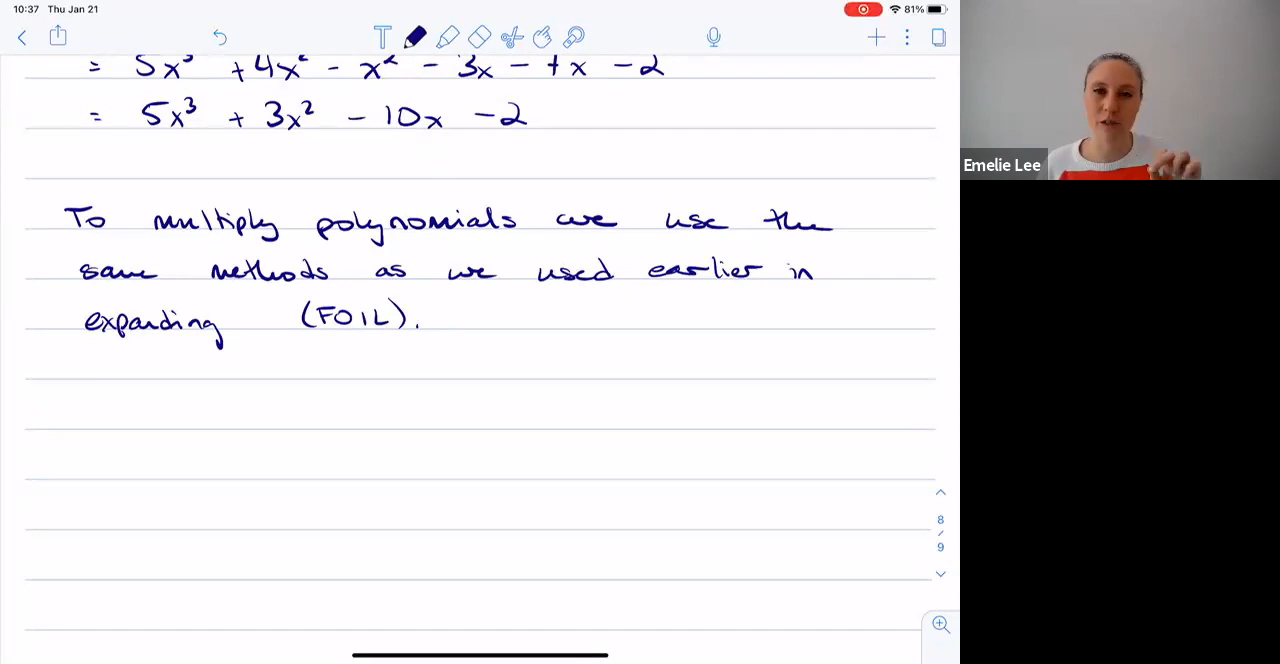 10:37 Thu Jan 21
81%
= 5x³ + 4x² - x² - 3x - 7x - 2
= 5x³ + 3x² - 10x - 2
To multiply polynomials we use the
same methods as we used earlier in
expanding (FOIL).
8
/
9
Emelie Lee